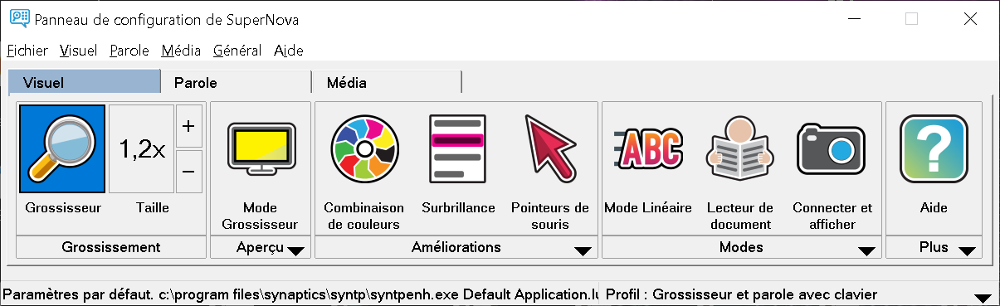 Panneau de configuration de SuperNova
Fichier Visuel Parole Média Général Aide
Visuel Parole Média
1,2x + −
ABC
?
Grossisseur Taille Mode Grossisseur Combinaison de couleurs Surbrillance Pointeurs de souris Mode Linéaire Lecteur de document Connecter et afficher Aide
Grossissement Aperçu Améliorations Modes Plus
Paramètres par défaut. c:\program files\synaptics\syntp\syntpenh.exe Default Application.lu Profil : Grossisseur et parole avec clavier